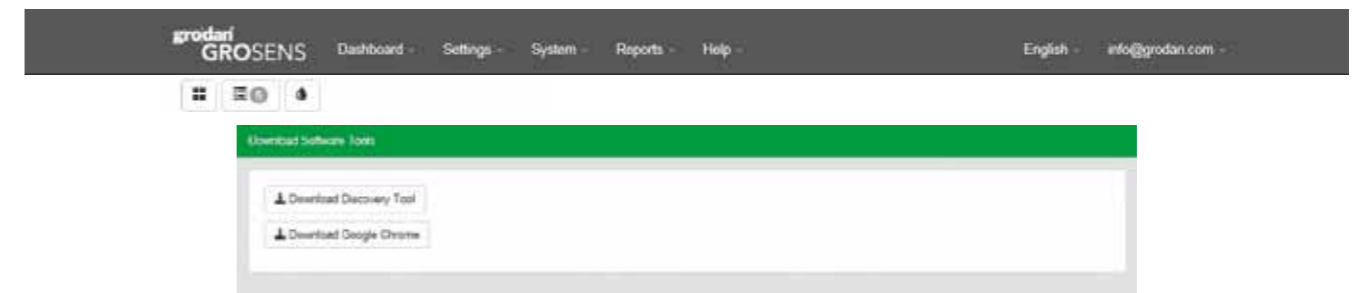 grodan
GROSENS Dashboard Settings System Reports Help English info@grodan.com
Download Software Tools
Download Discovery Tool
Download Google Chrome